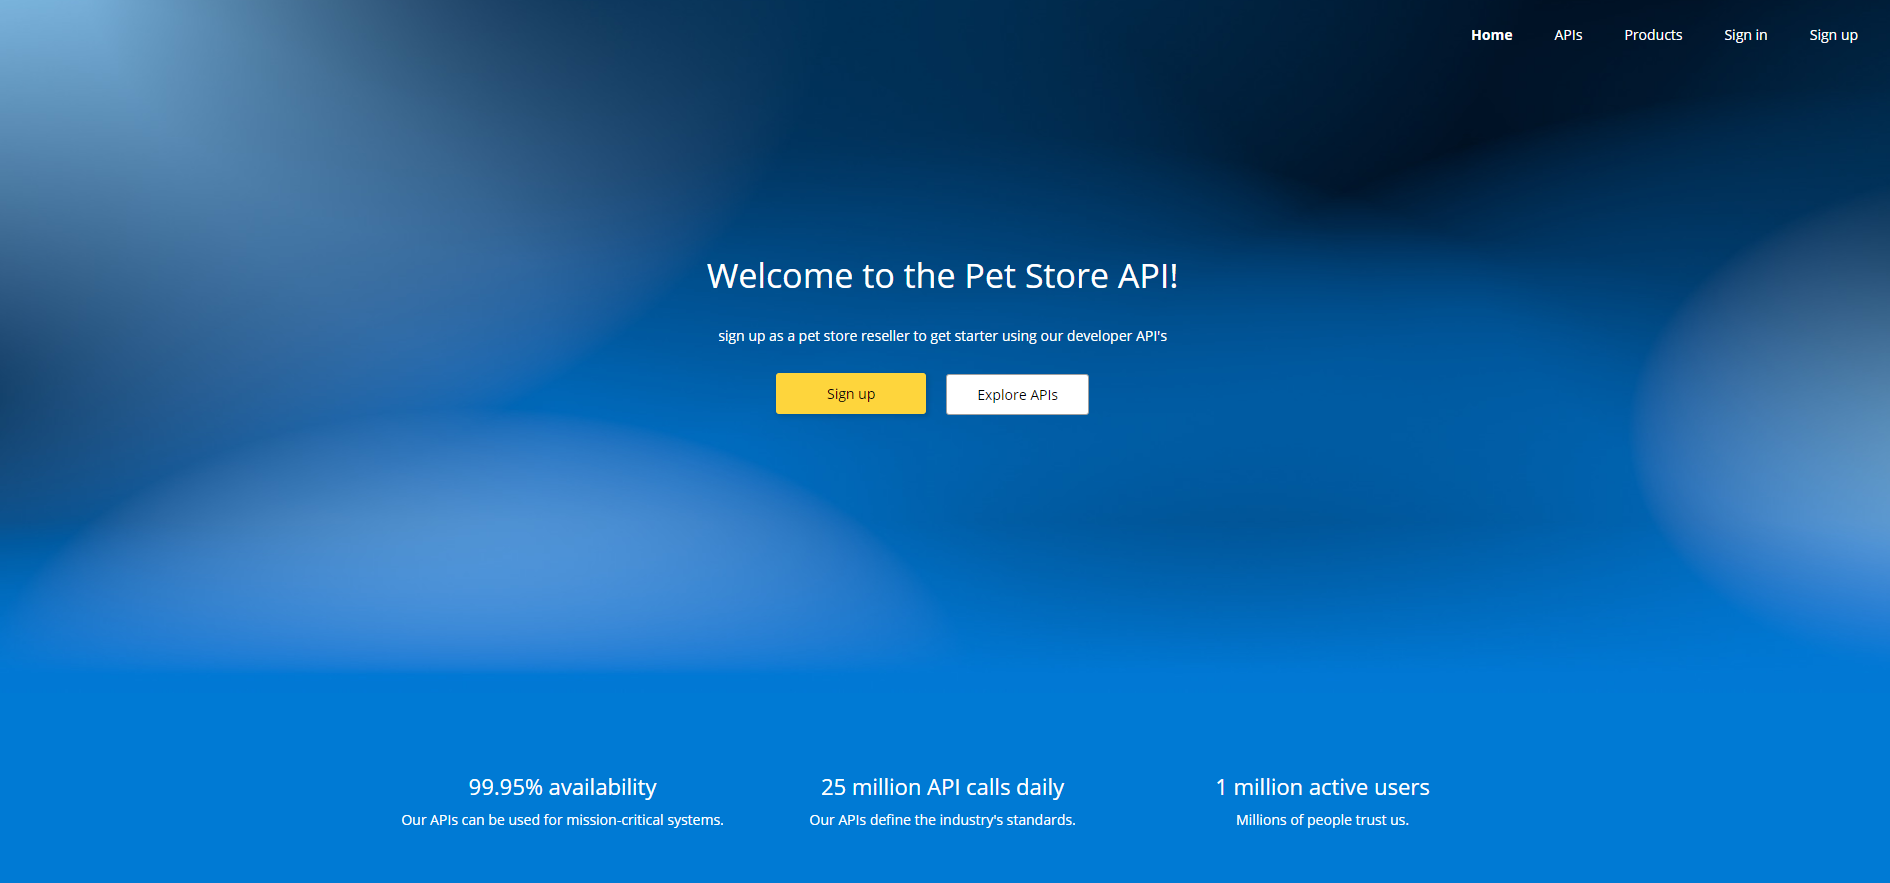 Home APIs Products Sign in Sign up
Welcome to the Pet Store API!
sign up as a pet store reseller to get starter using our developer API's
Sign up Explore APIs
99.95% availability
Our APIs can be used for mission-critical systems.
25 million API calls daily
Our APIs define the industry's standards.
1 million active users
Millions of people trust us.